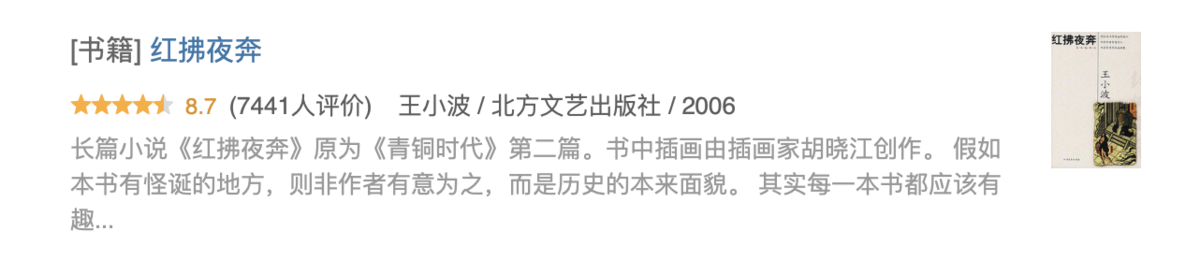 [书籍] 红拂夜奔
8.7 (7441人评价) 王小波 / 北方文艺出版社 / 2006
长篇小说《红拂夜奔》原为《青铜时代》第二篇。书中插画由插画家胡晓江创作。 假如
本书有怪诞的地方，则非作者有意为之，而是历史的本来面貌。 其实每一本书都应该有
趣...
红拂夜奔
王小波